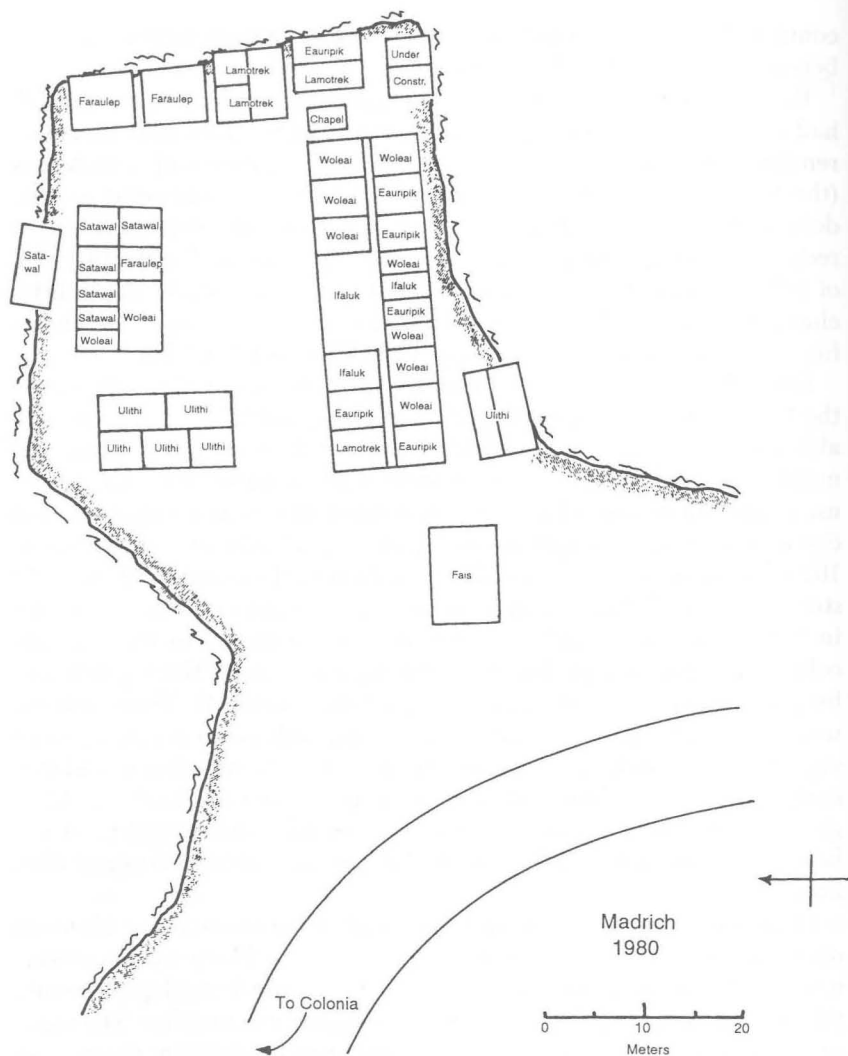 Eauripik
Under
Lamotrek
Lamotrek
Constr.
Faraulep
Faraulep
Lamotrek
Chapel
Woleai
Woleai
Woleai
Eauripik
Woleai
Eauripik
Woleai
Ifaluk
Ifaluk
Eauripik
Woleai
Ifaluk
Woleai
Eauripik
Woleai
Lamotrek
Eauripik
Sata-
wal
Satawal
Satawal
Satawal
Faraulep
Satawal
Satawal
Woleai
Woleai
Ulithi
Ulithi
Ulithi
Ulithi
Ulithi
Ulithi
Fais
Madrich
1980
To Colonia
0 10 20
Meters